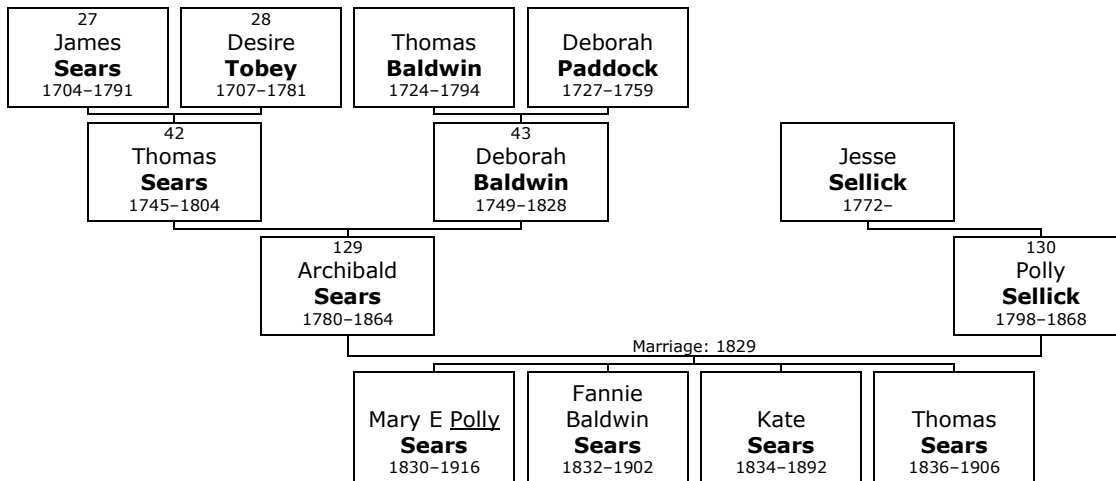 27
James
Sears
1704–1791
28
Desire
Tobey
1707–1781
Thomas
Baldwin
1724–1794
Deborah
Paddock
1727–1759
42
Thomas
Sears
1745–1804
43
Deborah
Baldwin
1749–1828
Jesse
Sellick
1772–
129
Archibald
Sears
1780–1864
130
Polly
Sellick
1798–1868
Marriage: 1829
Mary E Polly
Sears
1830–1916
Fannie
Baldwin
Sears
1832–1902
Kate
Sears
1834–1892
Thomas
Sears
1836–1906